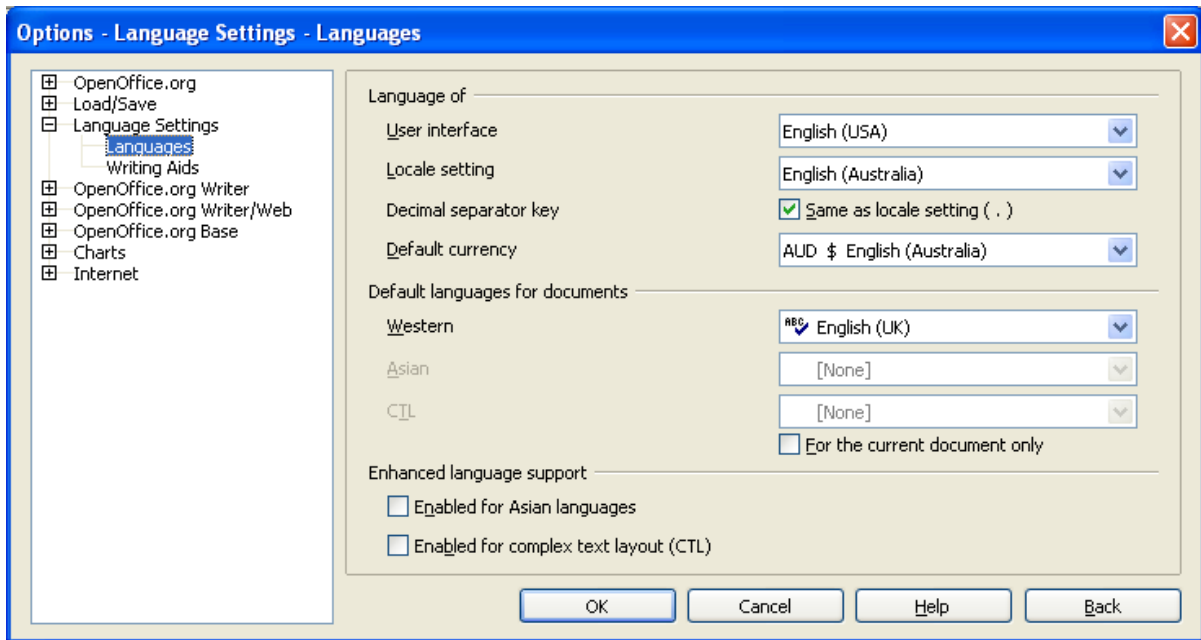 Options - Language Settings - Languages
OpenOffice.org
Load/Save
Language Settings
Languages
Writing Aids
OpenOffice.org Writer
OpenOffice.org Writer/Web
OpenOffice.org Base
Charts
Internet
Language of
User interface English (USA)
Locale setting English (Australia)
Decimal separator key Same as locale setting ( . )
Default currency AUD $ English (Australia)
Default languages for documents
Western ABC English (UK)
Asian [None]
CTL [None]
For the current document only
Enhanced language support
Enabled for Asian languages
Enabled for complex text layout (CTL)
OK Cancel Help Back